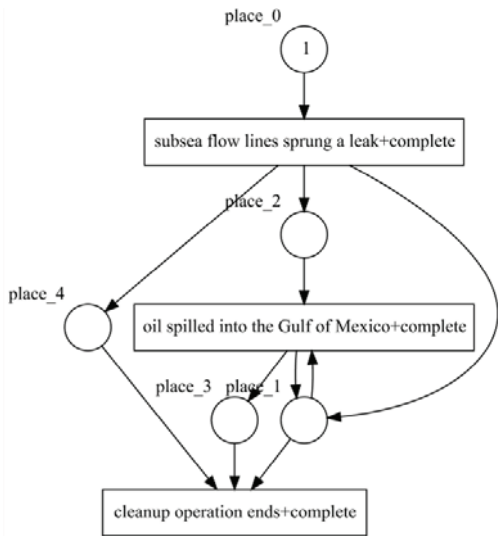 place_0
1
subsea flow lines sprung a leak+complete
place_2
place_4
oil spilled into the Gulf of Mexico+complete
place_3
place_1
cleanup operation ends+complete